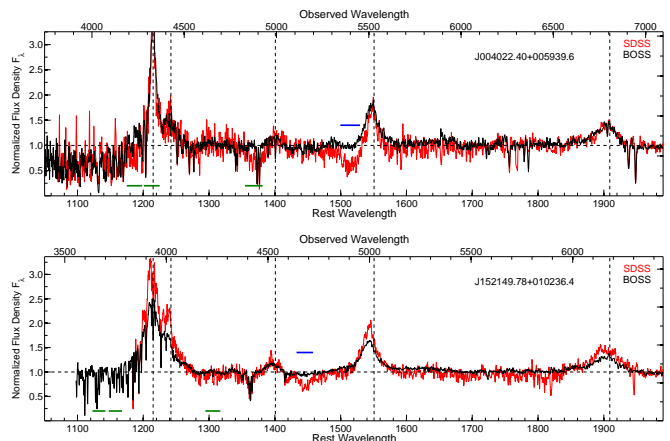 Observed Wavelength
4000 4500 5000 5500 6000 6500 7000
Normalized Flux Density Fλ
3.0
2.5
2.0
1.5
1.0
0.5
J004022.40+005939.6
SDSS
BOSS
1100 1200 1300 1400 1500 1600 1700 1800 1900
Rest Wavelength
Observed Wavelength
3500 4000 4500 5000 5500 6000
Normalized Flux Density Fλ
3.0
2.5
2.0
1.5
1.0
0.5
J152149.78+010236.4
SDSS
BOSS
1100 1200 1300 1400 1500 1600 1700 1800 1900
Rest Wavelength